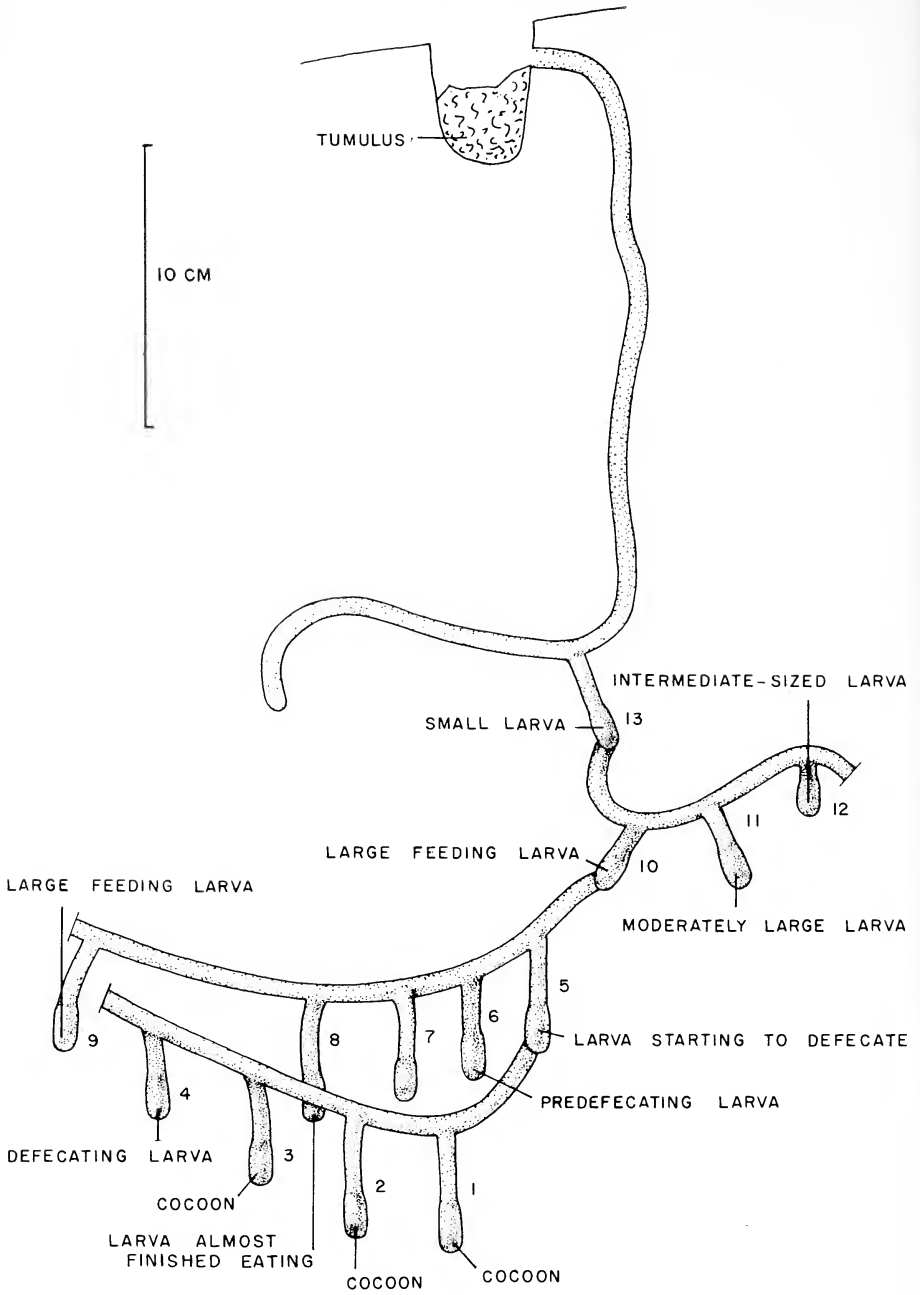 TUMULUS
10 CM
INTERMEDIATE-SIZED LARVA
SMALL LARVA
13
12
11
LARGE FEEDING LARVA
10
LARGE FEEDING LARVA
MODERATELY LARGE LARVA
5
6
7
8
9
LARVA STARTING TO DEFECATE
4
PREDEFECATING LARVA
DEFECATING LARVA
3
2
1
COCOON
LARVA ALMOST
FINISHED EATING
COCOON
COCOON